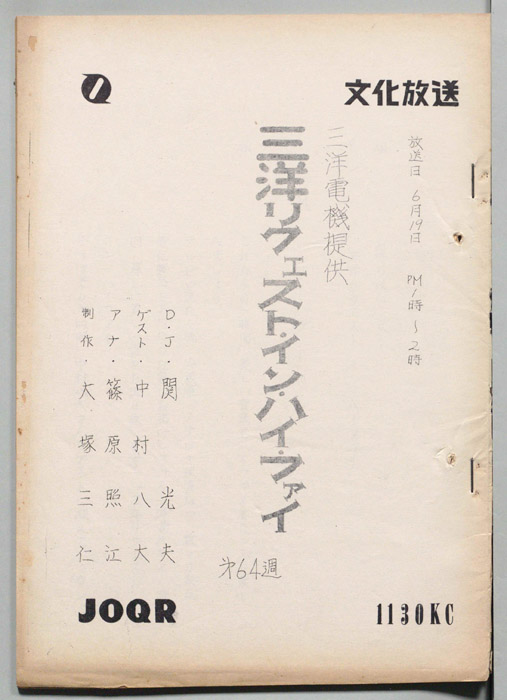 文化放送
放送日 6月19日 PM1時〜2時
三洋電機提供
三洋リクェスト・イン・ハイ・ファイ
第64週
D・J・関光夫
ゲスト・中村八大
アナ・篠原照江
制作・大塚三仁
JOQR
1130KC